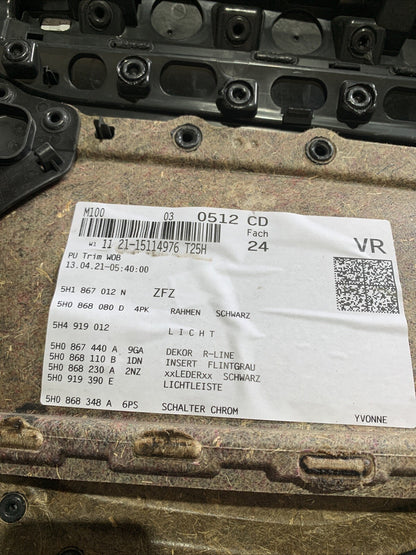 M100 03 0512 CD
Fach
W1 11 21-15114976 T25H 24 VR
PU Trim WOB
13.04.21-05:40:00
5H1 867 012 N ZFZ
5H0 868 080 D 4PK RAHMEN SCHWARZ
5H4 919 012 LICHT
5H0 867 440 A 9GA DEKOR R-LINE
5H0 868 110 B 1DN INSERT FLINTGRAU
5H0 868 230 A 2NZ xxLEDERxx SCHWARZ
5H0 919 390 E LICHTLEISTE
5H0 868 348 A 6PS SCHALTER CHROM
YVONNE